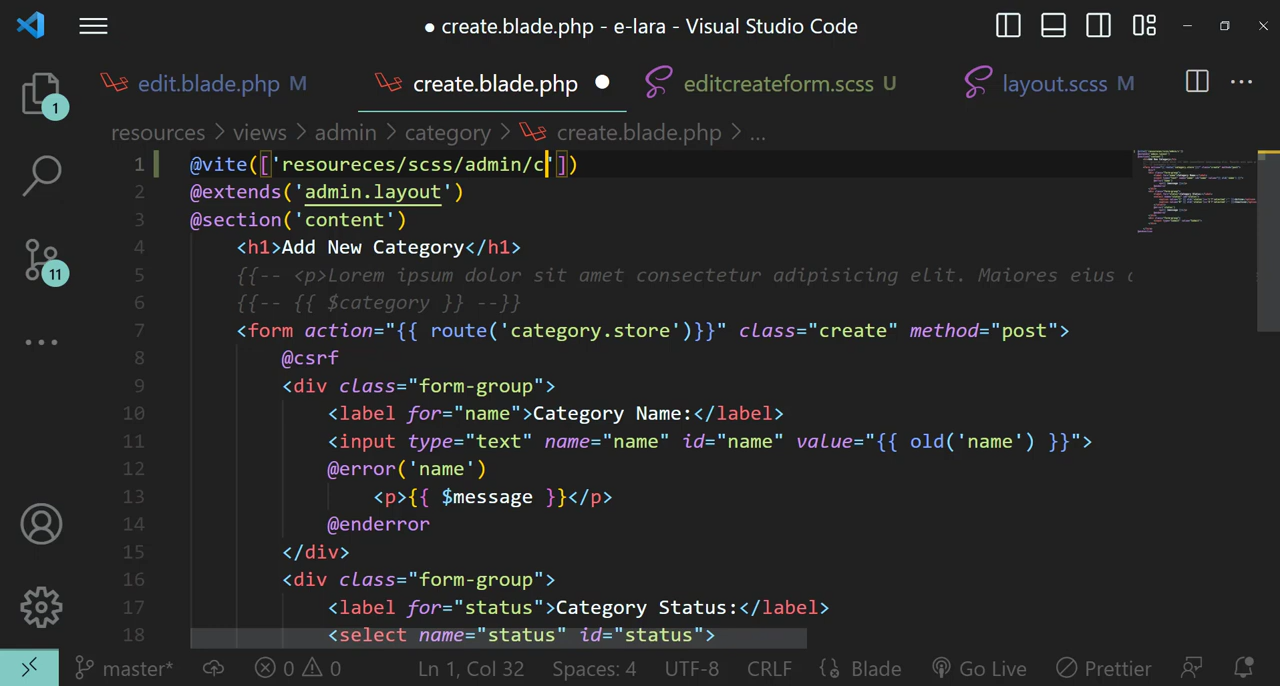 ● create.blade.php - e-lara - Visual Studio Code
edit.blade.php M
create.blade.php
editcreateform.scss U
layout.scss M
1
11
resources > views > admin > category > create.blade.php > ...
1 @vite(['resoureces/scss/admin/c'])
2 @extends('admin.layout')
3 @section('content')
4 <h1>Add New Category</h1>
5 {{-- <p>Lorem ipsum dolor sit amet consectetur adipisicing elit. Maiores eius
6 {{-- {{ $category }} --}}
7 <form action="{{ route('category.store')}}" class="create" method="post">
8 @csrf
9 <div class="form-group">
10 <label for="name">Category Name:</label>
11 <input type="text" name="name" id="name" value="{{ old('name') }}">
12 @error('name')
13 <p>{{ $message }}</p>
14 @enderror
15 </div>
16 <div class="form-group">
17 <label for="status">Category Status:</label>
18 <select name="status" id="status">
master* 0 0 Ln 1, Col 32 Spaces: 4 UTF-8 CRLF Blade Go Live Prettier